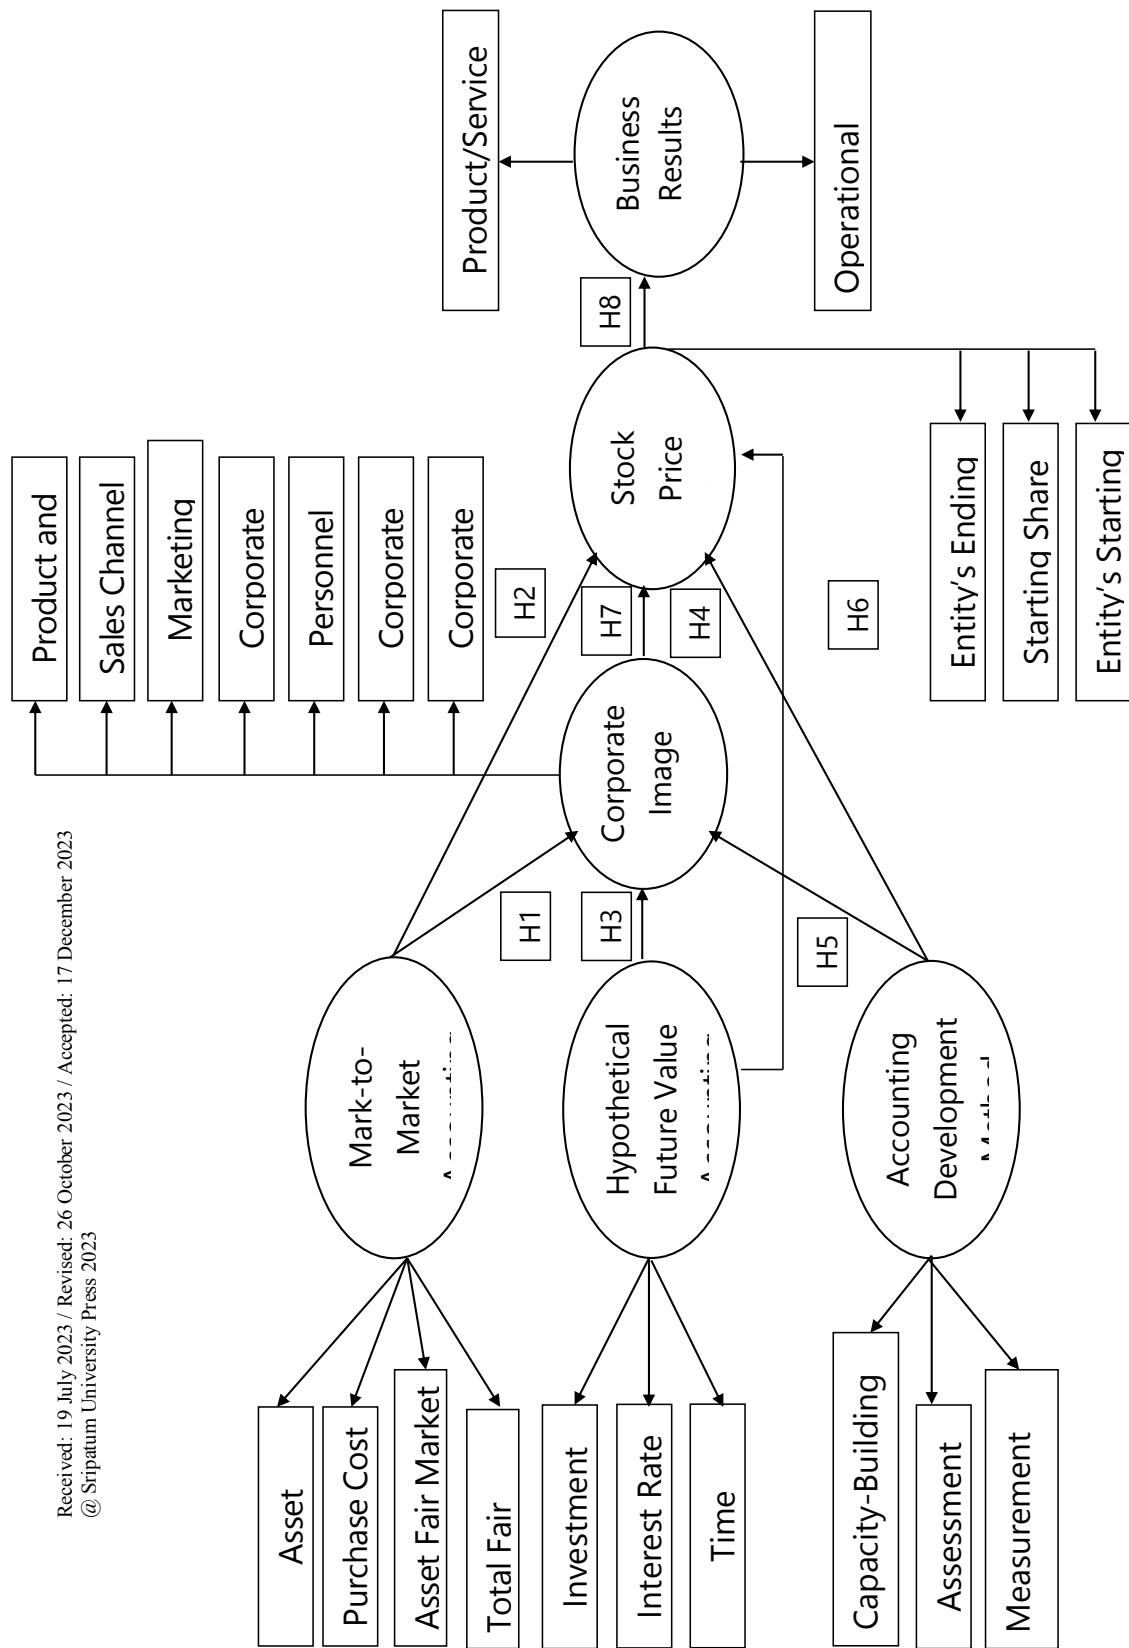 Received: 19 July 2023 / Revised: 26 October 2023 / Accepted: 17 December 2023
@ Sripatum University Press 2023
Asset
Purchase Cost
Asset Fair Market
Total Fair
Investment
Interest Rate
Time
Capacity-Building
Assessment
Measurement
Mark-to-
Market
Hypothetical
Future Value
Accounting
Development
H1
H3
H5
Corporate
Image
Product and
Sales Channel
Marketing
Corporate
Personnel
Corporate
Corporate
H2
H7
H4
H6
Stock
Price
Entity's Ending
Starting Share
Entity's Starting
H8
Business
Results
Product/Service
Operational